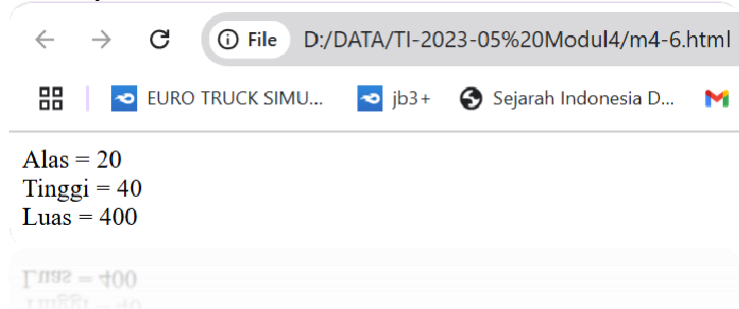 File D:/DATA/TI-2023-05%20Modul4/m4-6.html
EURO TRUCK SIMU... jb3+ Sejarah Indonesia D...
Alas = 20
Tinggi = 40
Luas = 400